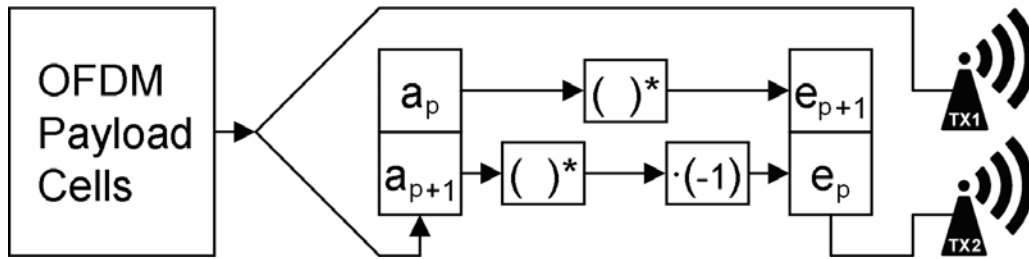 OFDM
Payload
Cells
a_p
( )*
e_{p+1}
a_{p+1}
( )*
·(-1)
e_p
TX1
TX2